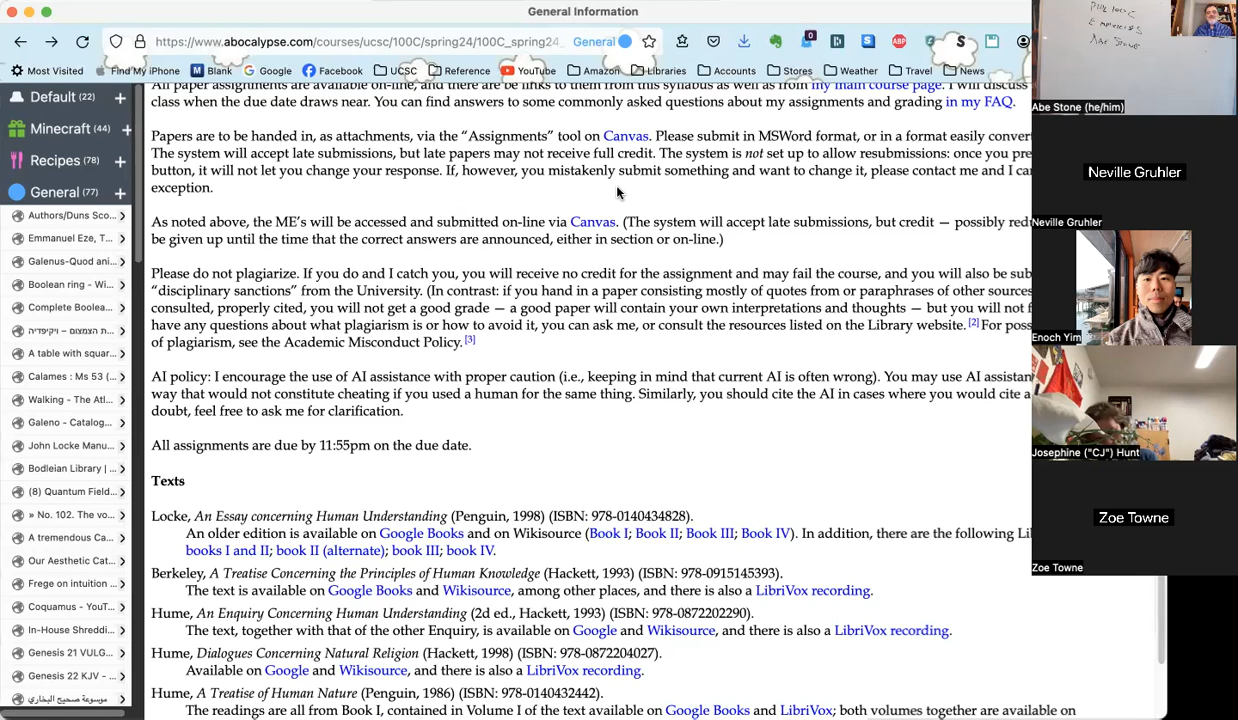 General Information
https://www.abocalypse.com/courses/ucsc/100C/spring24/100C_spring24_
General
0
ABP
S
Most Visited
Find My iPhone
Blank
Google
Facebook
UCSC
Reference
YouTube
Amazon
Libraries
Accounts
Stores
Weather
Travel
News
Default (22)
Minecraft (44)
Recipes (78)
General (77)
Authors/Duns Sco...
Emmanuel Eze, T...
Galenus-Quod ani...
Boolean ring - Wi...
Complete Boolea...
ת הצמצום – ויקיפדיה...
A table with squar...
Calames : Ms 53 (...
Walking - The Atl...
Galeno - Catalog...
John Locke Manu...
Bodleian Library | ...
(8) Quantum Field...
» No. 102. The vo...
A tremendous Ca...
Our Aesthetic Cat...
Frege on intuition ...
Coquamus - YouT...
In-House Shreddi...
Genesis 21 VULG...
Genesis 22 KJV - ...
موسوعة صحيح البخاري
All paper assignments are available on-line, and there are links to them from this syllabus as well as from my main course page. I will discuss
class when the due date draws near. You can find answers to some commonly asked questions about my assignments and grading in my FAQ.
Papers are to be handed in, as attachments, via the “Assignments” tool on Canvas. Please submit in MSWord format, or in a format easily convert
The system will accept late submissions, but late papers may not receive full credit. The system is not set up to allow resubmissions: once you pre
button, it will not let you change your response. If, however, you mistakenly submit something and want to change it, please contact me and I can
exception.
As noted above, the ME's will be accessed and submitted on-line via Canvas. (The system will accept late submissions, but credit — possibly red
be given up until the time that the correct answers are announced, either in section or on-line.)
Please do not plagiarize. If you do and I catch you, you will receive no credit for the assignment and may fail the course, and you will also be sub
“disciplinary sanctions” from the University. (In contrast: if you hand in a paper consisting mostly of quotes from or paraphrases of other sources
consulted, properly cited, you will not get a good grade — a good paper will contain your own interpretations and thoughts — but you will not f
have any questions about what plagiarism is or how to avoid it, you can ask me, or consult the resources listed on the Library website. [2] For poss
of plagiarism, see the Academic Misconduct Policy. [3]
AI policy: I encourage the use of AI assistance with proper caution (i.e., keeping in mind that current AI is often wrong). You may use AI assistan
way that would not constitute cheating if you used a human for the same thing. Similarly, you should cite the AI in cases where you would cite a
doubt, feel free to ask me for clarification.
All assignments are due by 11:55pm on the due date.
Texts
Locke, An Essay concerning Human Understanding (Penguin, 1998) (ISBN: 978-0140434828).
An older edition is available on Google Books and on Wikisource (Book I; Book II; Book III; Book IV). In addition, there are the following Li
books I and II; book II (alternate); book III; book IV.
Berkeley, A Treatise Concerning the Principles of Human Knowledge (Hackett, 1993) (ISBN: 978-0915145393).
The text is available on Google Books and Wikisource, among other places, and there is also a LibriVox recording.
Hume, An Enquiry Concerning Human Understanding (2d ed., Hackett, 1993) (ISBN: 978-0872202290).
The text, together with that of the other Enquiry, is available on Google and Wikisource, and there is also a LibriVox recording.
Hume, Dialogues Concerning Natural Religion (Hackett, 1998) (ISBN: 978-0872204027).
Available on Google and Wikisource, and there is also a LibriVox recording.
Hume, A Treatise of Human Nature (Penguin, 1986) (ISBN: 978-0140432442).
The readings are all from Book I, contained in Volume I of the text available on Google Books and LibriVox; both volumes together are available on
Abe Stone
Abe Stone (he/him)
Neville Gruhler
Neville Gruhler
Enoch Yim
Josephine ("CJ") Hunt
Zoe Towne
Zoe Towne